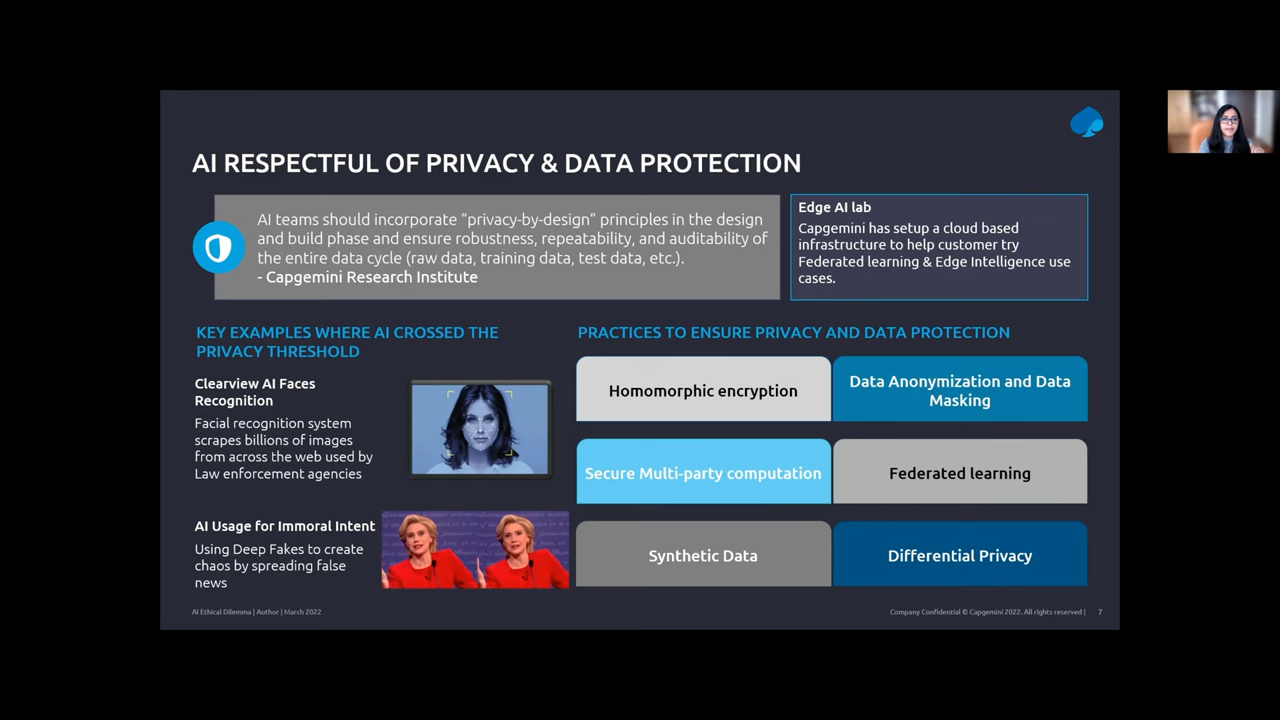 AI RESPECTFUL OF PRIVACY & DATA PROTECTION
AI teams should incorporate “privacy-by-design” principles in the design
and build phase and ensure robustness, repeatability, and auditability of
the entire data cycle (raw data, training data, test data, etc.).
- Capgemini Research Institute
Edge AI lab
Capgemini has setup a cloud based
infrastructure to help customer try
Federated learning & Edge Intelligence use
cases.
KEY EXAMPLES WHERE AI CROSSED THE
PRIVACY THRESHOLD
Clearview AI Faces
Recognition
Facial recognition system
scrapes billions of images
from across the web used by
Law enforcement agencies
AI Usage for Immoral Intent
Using Deep Fakes to create
chaos by spreading false
news
PRACTICES TO ENSURE PRIVACY AND DATA PROTECTION
Homomorphic encryption
Data Anonymization and Data
Masking
Secure Multi-party computation
Federated learning
Synthetic Data
Differential Privacy
AI Ethical Dilemma | Author | March 2022
Company Confidential © Capgemini 2022. All rights reserved |
7